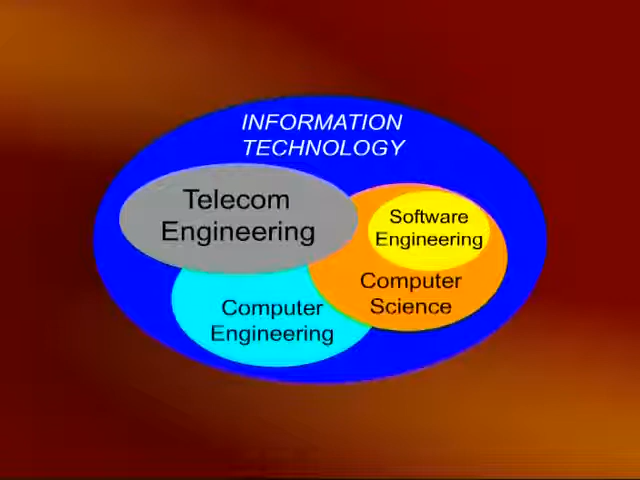 INFORMATION
TECHNOLOGY
Telecom
Engineering
Software
Engineering
Computer
Science
Computer
Engineering